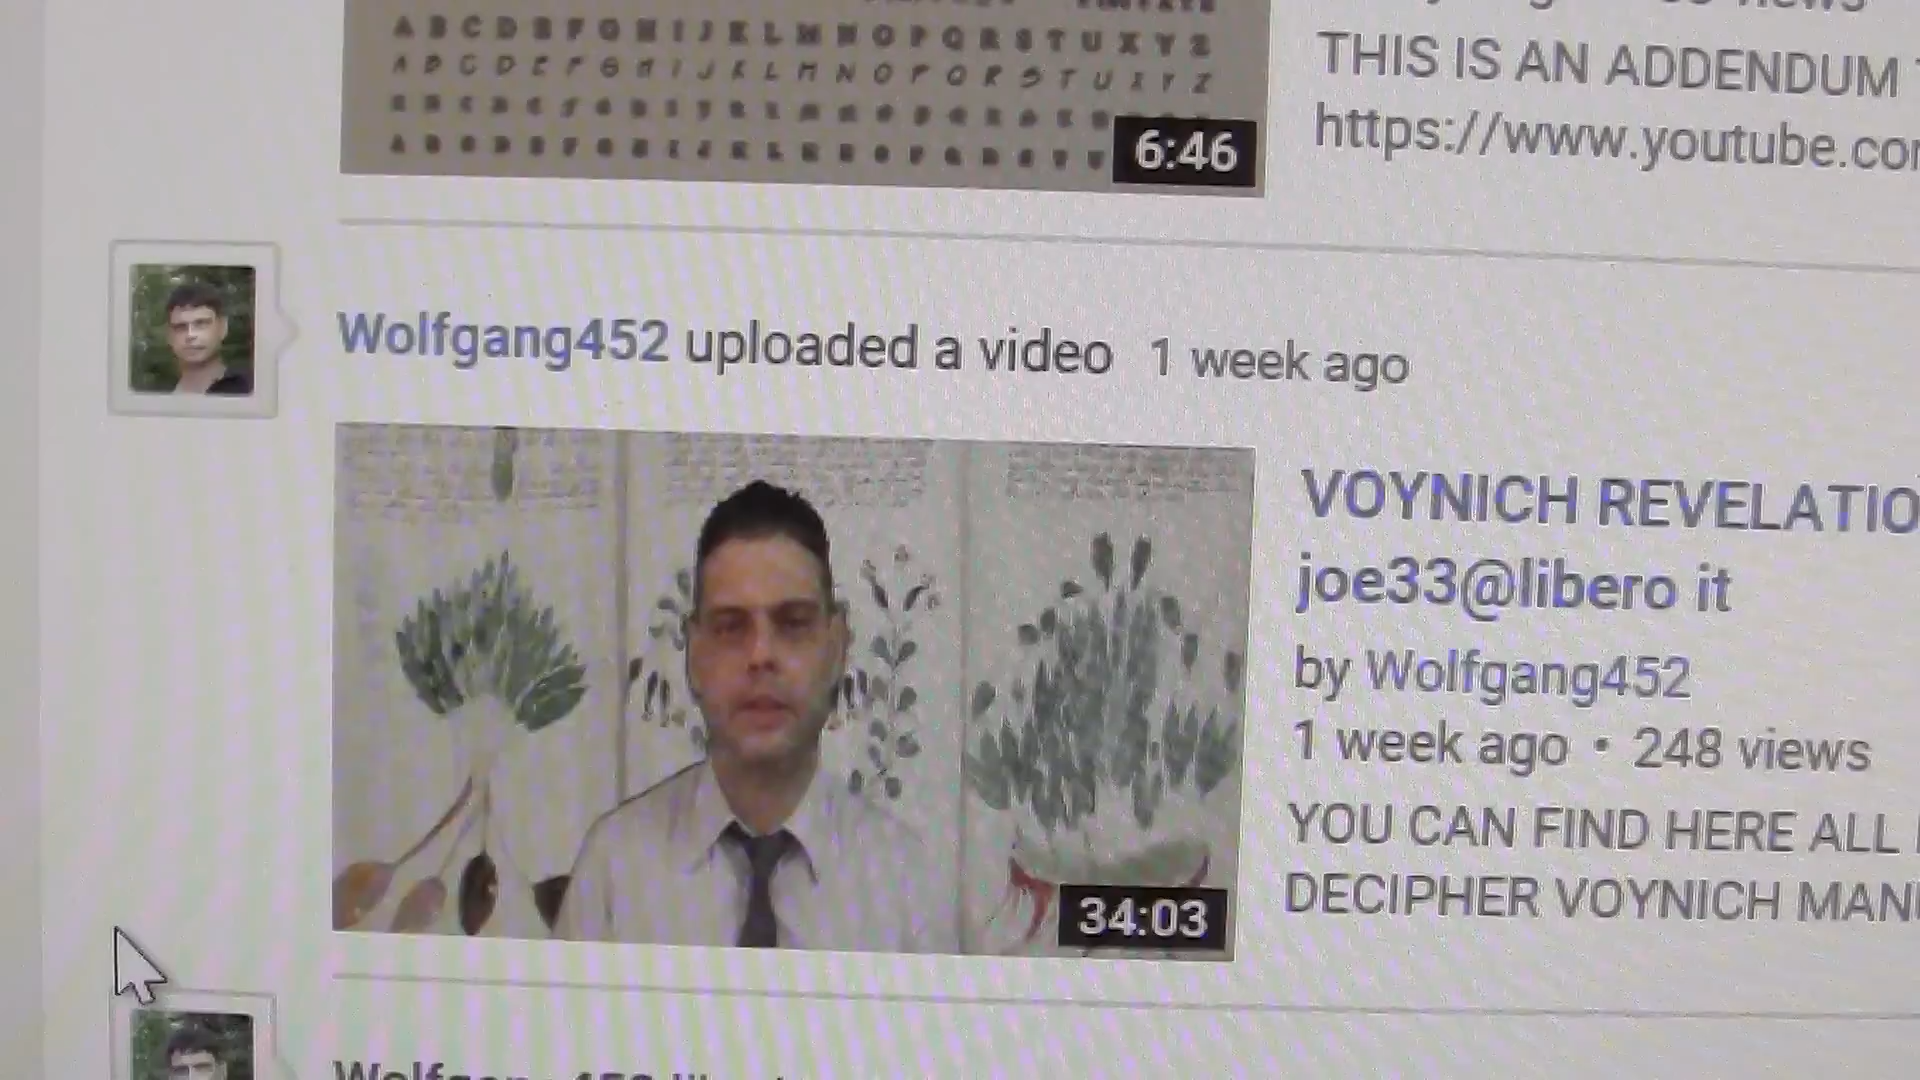 A B C D E F G H I J K L M N O P Q R S T U X Y Z
A B C D E F G H I J K L M N O P Q R S T U X Y Z
6:46
THIS IS AN ADDENDUM
https://www.youtube.co
Wolfgang452 uploaded a video 1 week ago
VOYNICH REVELATIO
joe33@libero it
by Wolfgang452
1 week ago • 248 views
YOU CAN FIND HERE ALL
DECIPHER VOYNICH MAN
34:03